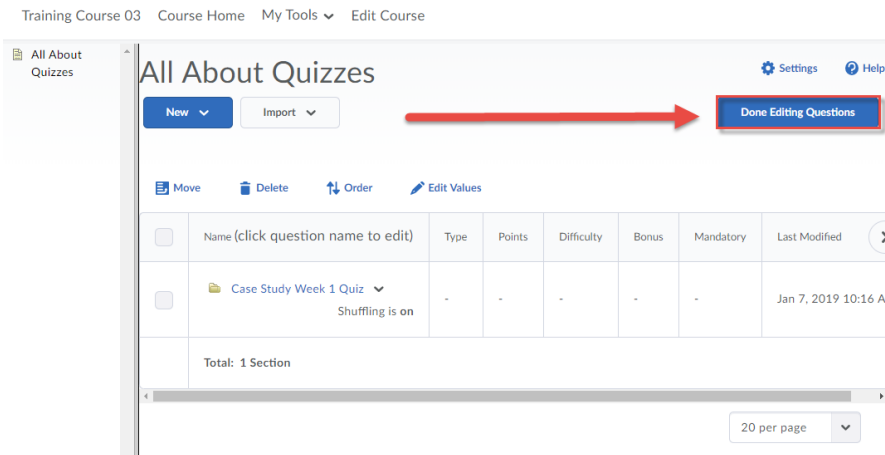 Training Course 03 Course Home My Tools Edit Course
All About
Quizzes
All About Quizzes
Settings Help
New Import Done Editing Questions
Move Delete Order Edit Values
Name (click question name to edit) Type Points Difficulty Bonus Mandatory Last Modified
Case Study Week 1 Quiz - - - - - Jan 7, 2019 10:16 A
Shuffling is on
Total: 1 Section
20 per page